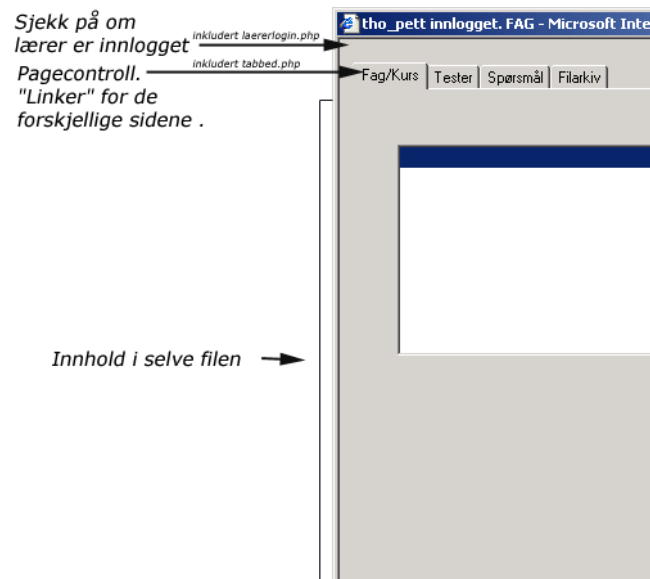 Sjekk på om
lærer er innlogget
inkludert laererlogin.php
Pagecontroll.
inkludert tabbed.php
"Linker" for de
forskjellige sidene .
Innhold i selve filen
tho_pett innlogget. FAG - Microsoft Inte
Fag/Kurs
Tester
Spørsmål
Filarkiv